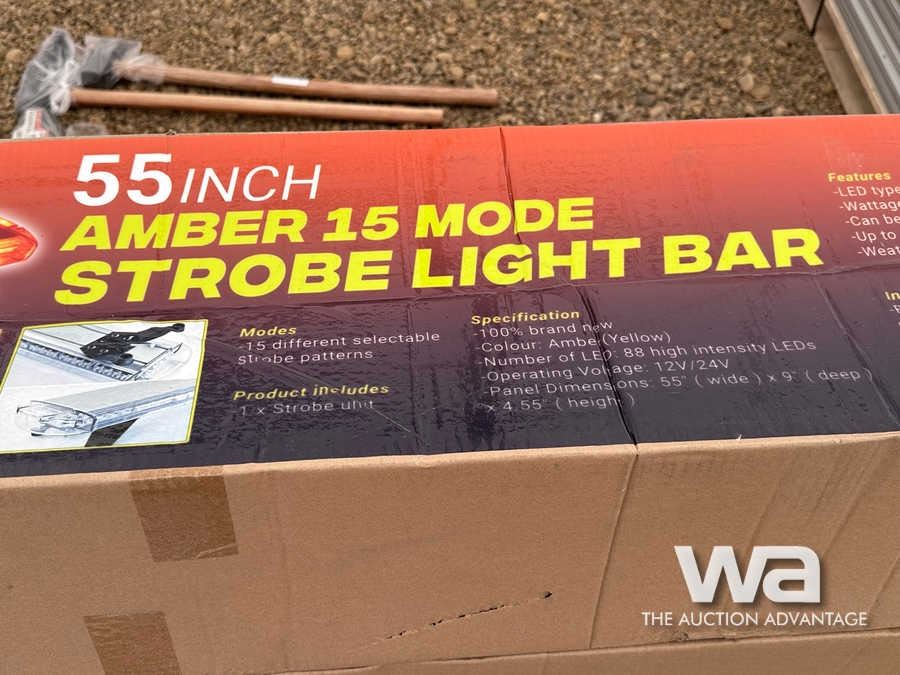 55 INCH
AMBER 15 MODE
STROBE LIGHT BAR
Modes
-15 different selectable
Strobe patterns
Product includes
1 x Strobe unit
Specification
-100% brand new
-Colour: Amber(Yellow)
-Number of LED: 88 high intensity LEDs
-Operating Voltage: 12V/24V
-Panel Dimensions: 55" ( wide ) x 9" ( deep )
x 4.55" ( height )
Features
-LED type
-Wattage
-Can be
-Up to
-Weat
In
wa
THE AUCTION ADVANTAGE